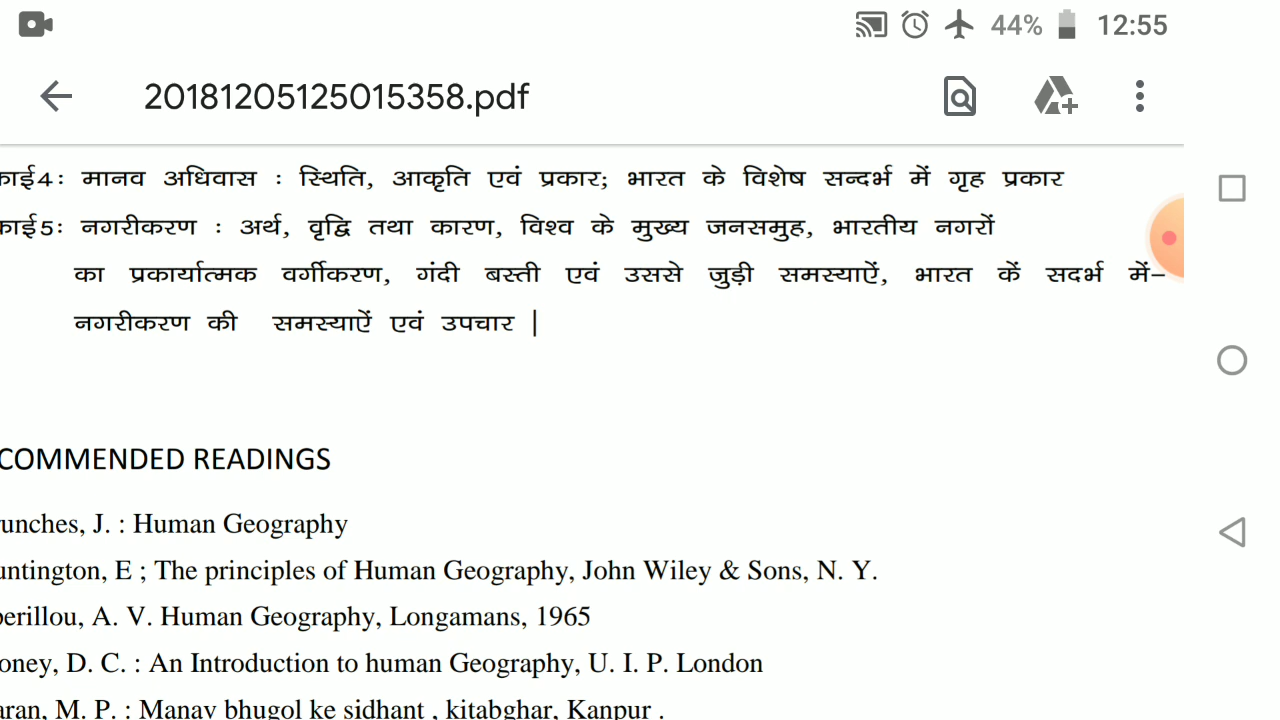 44% 12:55
20181205125015358.pdf
काई4: मानव अधिवास : स्थिति, आकृति एवं प्रकार; भारत के विशेष सन्दर्भ में गृह प्रकार
काई5: नगरीकरण : अर्थ, वृद्धि तथा कारण, विश्व के मुख्य जनसमुह, भारतीय नगरों
का प्रकार्यात्मक वर्गीकरण, गंदी बस्ती एवं उससे जुड़ी समस्याऐं, भारत कें सदर्भ में–
नगरीकरण की समस्याऐं एवं उपचार |
COMMENDED READINGS
runches, J. : Human Geography
untington, E ; The principles of Human Geography, John Wiley & Sons, N. Y.
perillou, A. V. Human Geography, Longamans, 1965
oney, D. C. : An Introduction to human Geography, U. I. P. London
aran, M. P. : Manav bhugol ke sidhant , kitabghar, Kanpur .